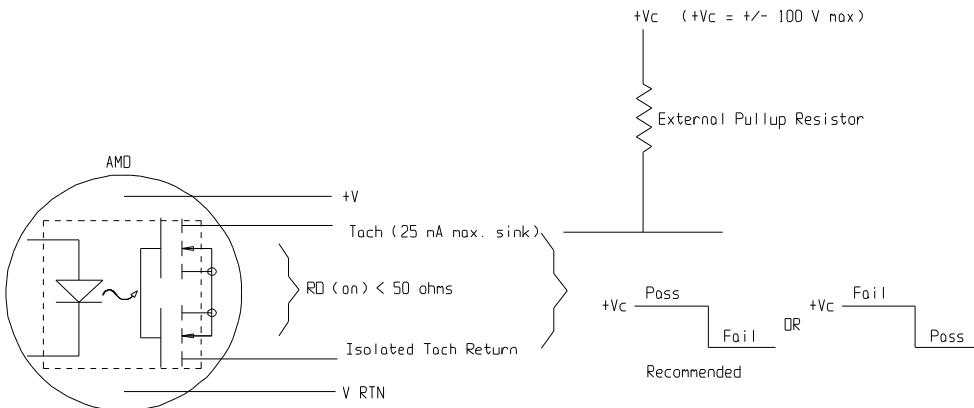 +Vc (+Vc = +/- 100 V max)
External Pullup Resistor
AMD
+V
Tach (25 nA max. sink)
RD (on) < 50 ohms
+Vc Pass
Fail
OR
+Vc Fail
Pass
Isolated Tach Return
Recommended
V RTN